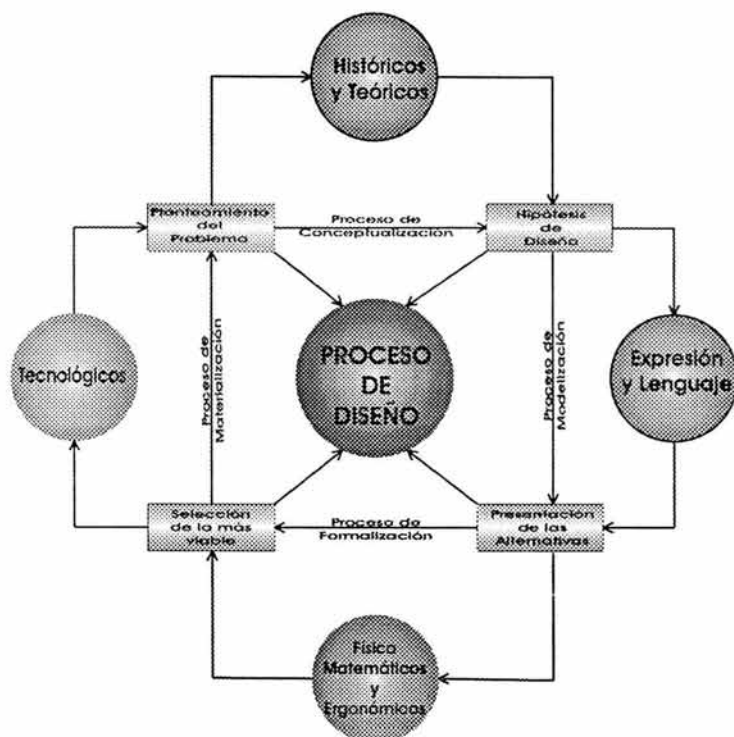 Históricos
y Teóricos
Planteamiento
del
Problema
Proceso de
Conceptualización
Hipótesis
de
Diseño
Tecnológicos
Proceso de
Materialización
PROCESO
DE
DISEÑO
Proceso de
Modelización
Expresión
y Lenguaje
Selección
de la más
viable
Proceso de
Formalización
Presentación
de las
Alternativas
Físico
Matemáticos
y
Ergonómicos